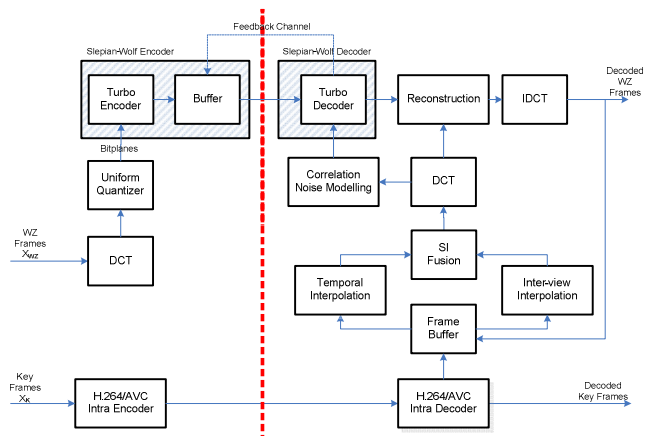 Feedback Channel
Slepian-Wolf Encoder
Slepian-Wolf Decoder
Decoded
WZ
Frames
Turbo
Encoder
Buffer
Turbo
Decoder
Reconstruction
IDCT
Bitplanes
Uniform
Quantizer
Correlation
Noise Modelling
DCT
WZ
Frames
XWZ
DCT
SI
Fusion
Temporal
Interpolation
Inter-view
Interpolation
Frame
Buffer
Key
Frames
XK
H.264/AVC
Intra Encoder
H.264/AVC
Intra Decoder
Decoded
Key Frames